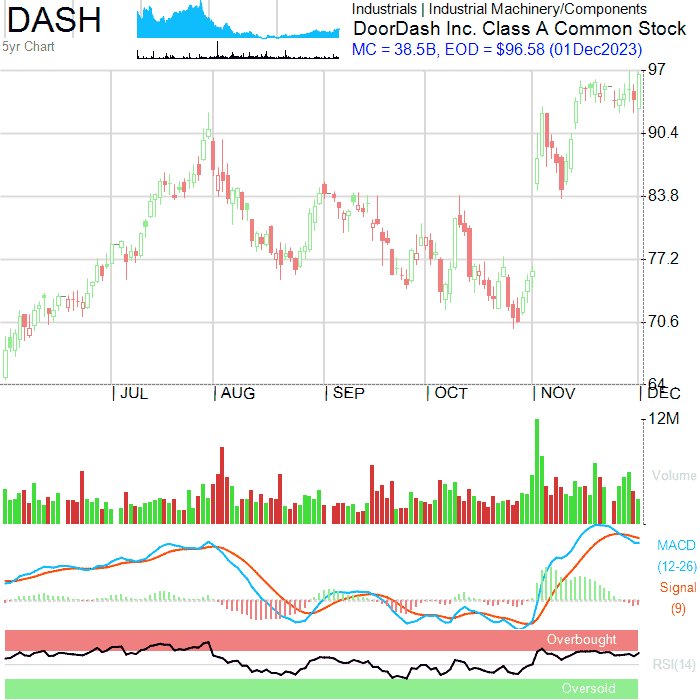 DASH
5yr Chart
Industrials | Industrial Machinery/Components
DoorDash Inc. Class A Common Stock
MC = 38.5B, EOD = $96.58 (01Dec2023)
97
90.4
83.8
77.2
70.6
64
JUL AUG SEP OCT NOV DEC
12M
Volume
MACD
(12-26)
Signal
(9)
Overbought
RSI(14)
Oversold